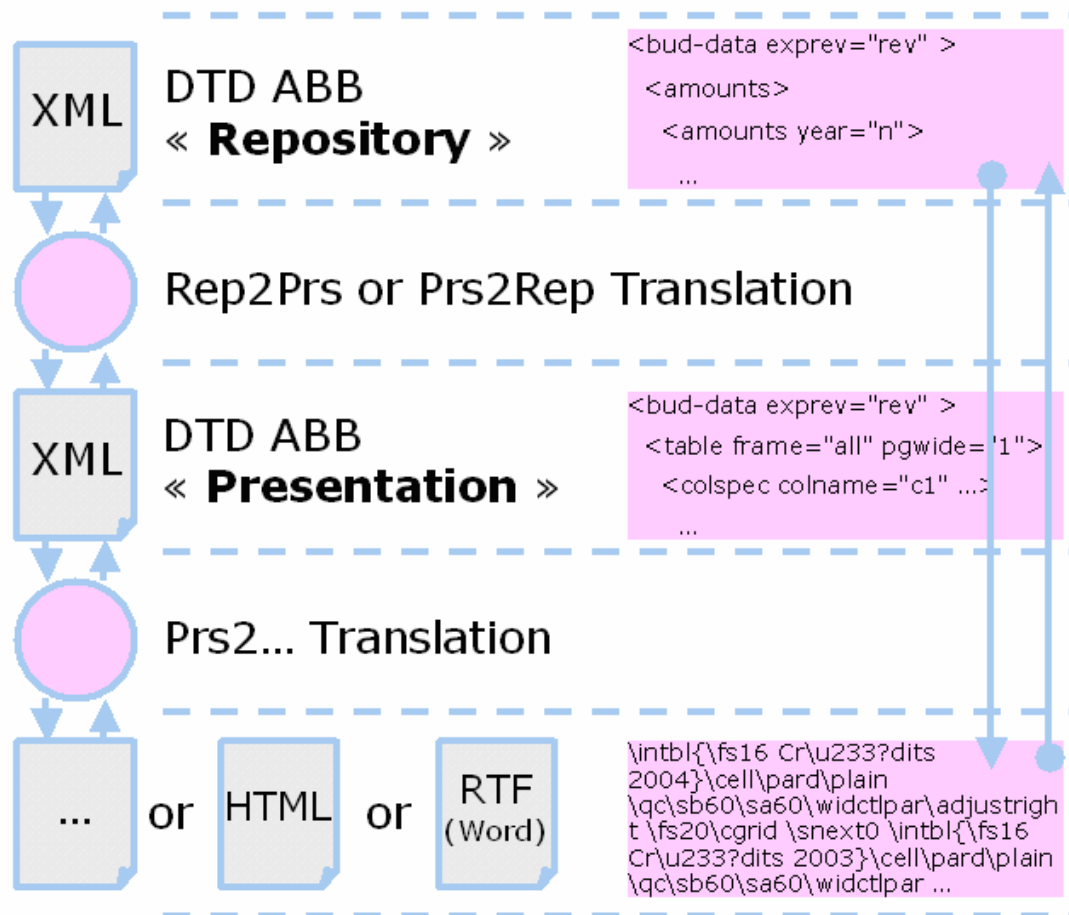 XML
DTD ABB
« Repository »
<bud-data exprev="rev" >
<amounts>
<amounts year="n">
...
Rep2Prs or Prs2Rep Translation
XML
DTD ABB
« Presentation »
<bud-data exprev="rev" >
<table frame="all" pgwide="1">
<colspec colname="c1" ...>
...
Prs2... Translation
...
or
HTML
or
RTF
(Word)
\intbl{\fs16 Cr\u233?dits
2004}\cell\pard\plain
\qc\sb60\sa60\widctlpar\adjustrigh
t \fs20\cgrid \snext0 \intbl{\fs16
Cr\u233?dits 2003}\cell\pard\plain
\qc\sb60\sa60\widctlpar ...